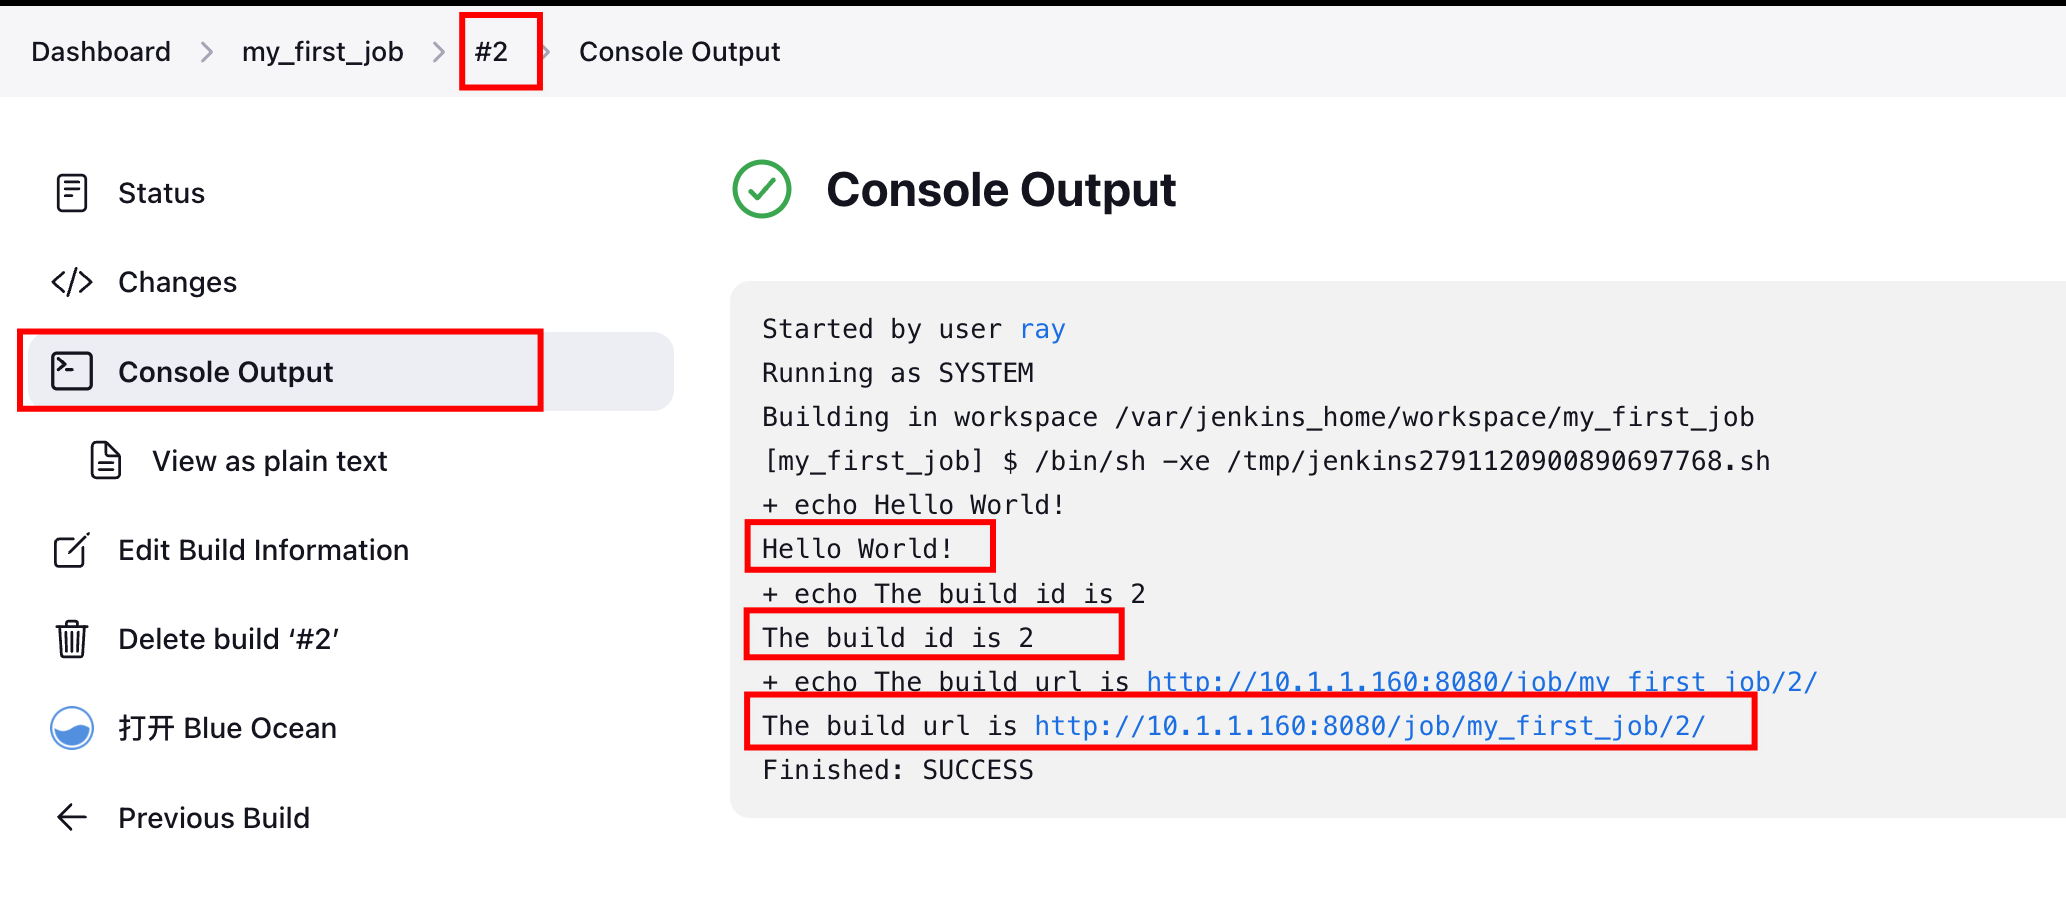 Dashboard > my_first_job > #2 > Console Output
Status
Changes
Console Output
View as plain text
Edit Build Information
Delete build ‘#2’
打开 Blue Ocean
Previous Build
Console Output
Started by user ray
Running as SYSTEM
Building in workspace /var/jenkins_home/workspace/my_first_job
[my_first_job] $ /bin/sh -xe /tmp/jenkins2791120900890697768.sh
+ echo Hello World!
Hello World!
+ echo The build id is 2
The build id is 2
+ echo The build url is http://10.1.1.160:8080/job/my_first_job/2/
The build url is http://10.1.1.160:8080/job/my_first_job/2/
Finished: SUCCESS